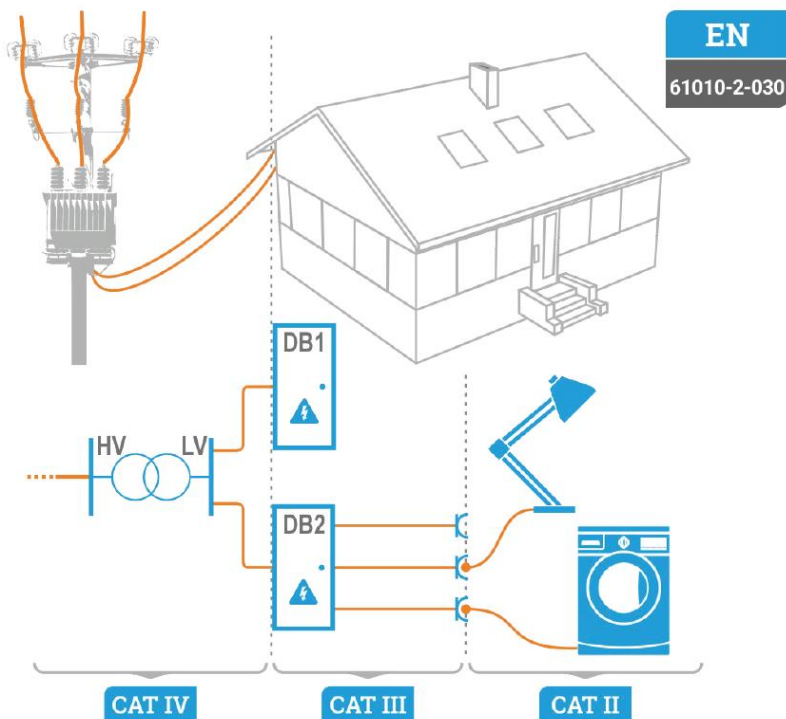 EN
61010-2-030
DB1
HV
LV
DB2
CAT IV
CAT III
CAT II